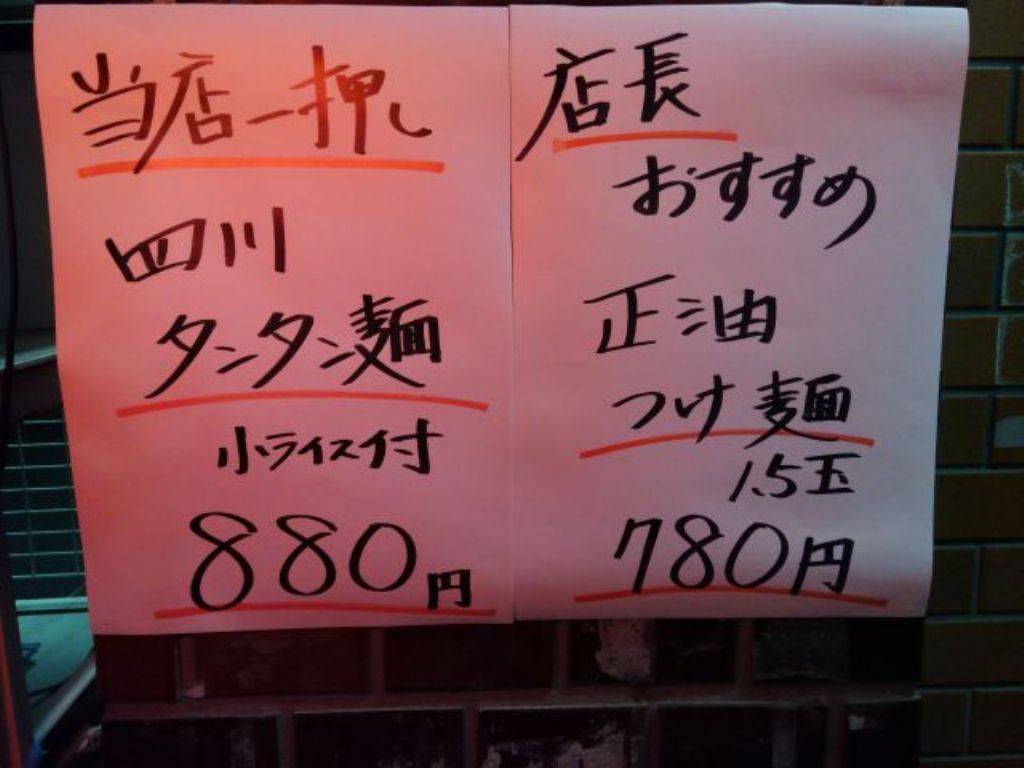 当店一押し
四川
タンタン麺
小ライス付
880円
店長
おすすめ
正油
つけ麺
1.5玉
780円